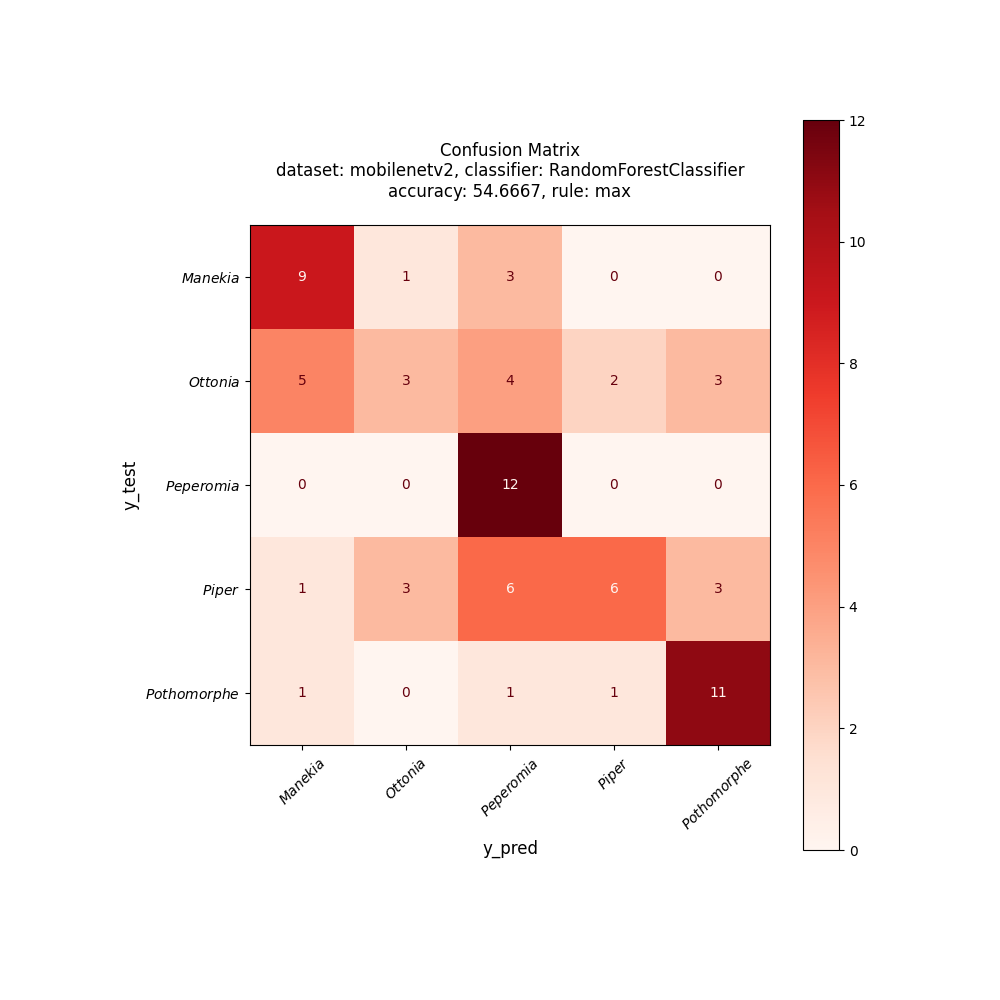 Confusion Matrix
dataset: mobilenetv2, classifier: RandomForestClassifier
accuracy: 54.6667, rule: max
y_test
Manekia 9 1 3 0 0
Ottonia 5 3 4 2 3
Peperomia 0 0 12 0 0
Piper 1 3 6 6 3
Pothomorphe 1 0 1 1 11
Manekia Ottonia Peperomia Piper Pothomorphe
y_pred
12
10
8
6
4
2
0